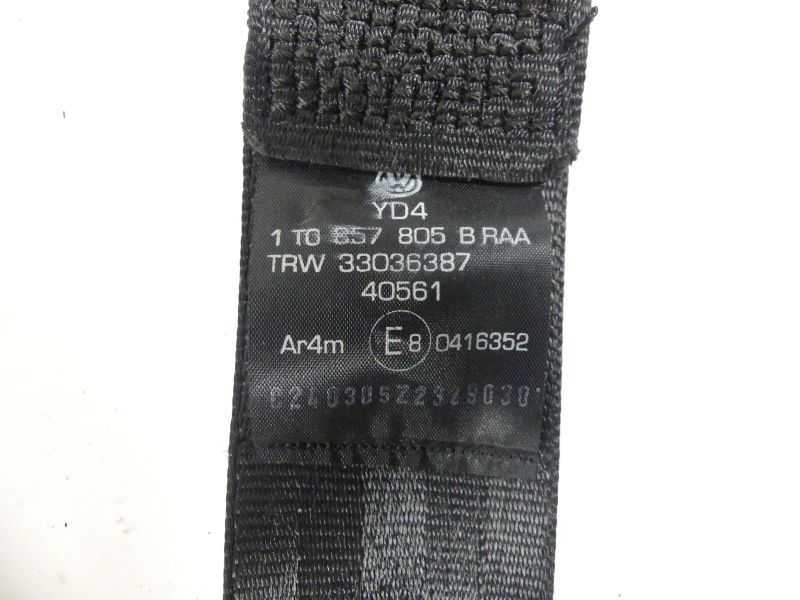 YD4
1 T0 857 805 B RAA
TRW 33036387
40561
Ar4m E8 0416352